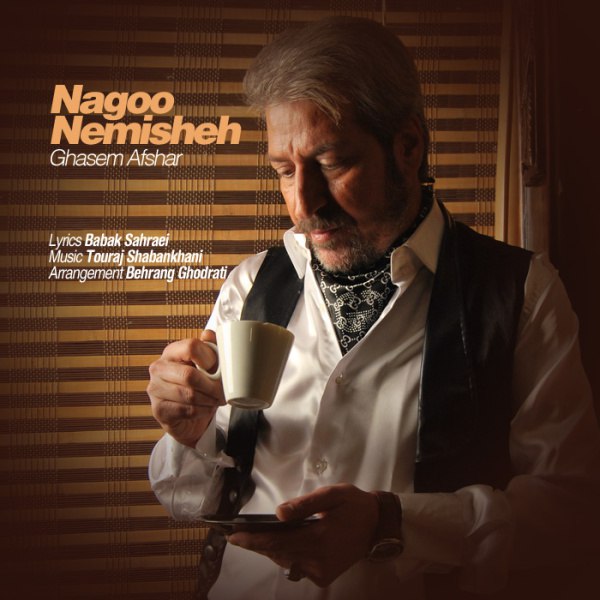 Nagoo
Nemisheh
Ghasem Afshar
Lyrics Babak Sahraei
Music Touraj Shabankhani
Arrangement Behrang Ghodrati